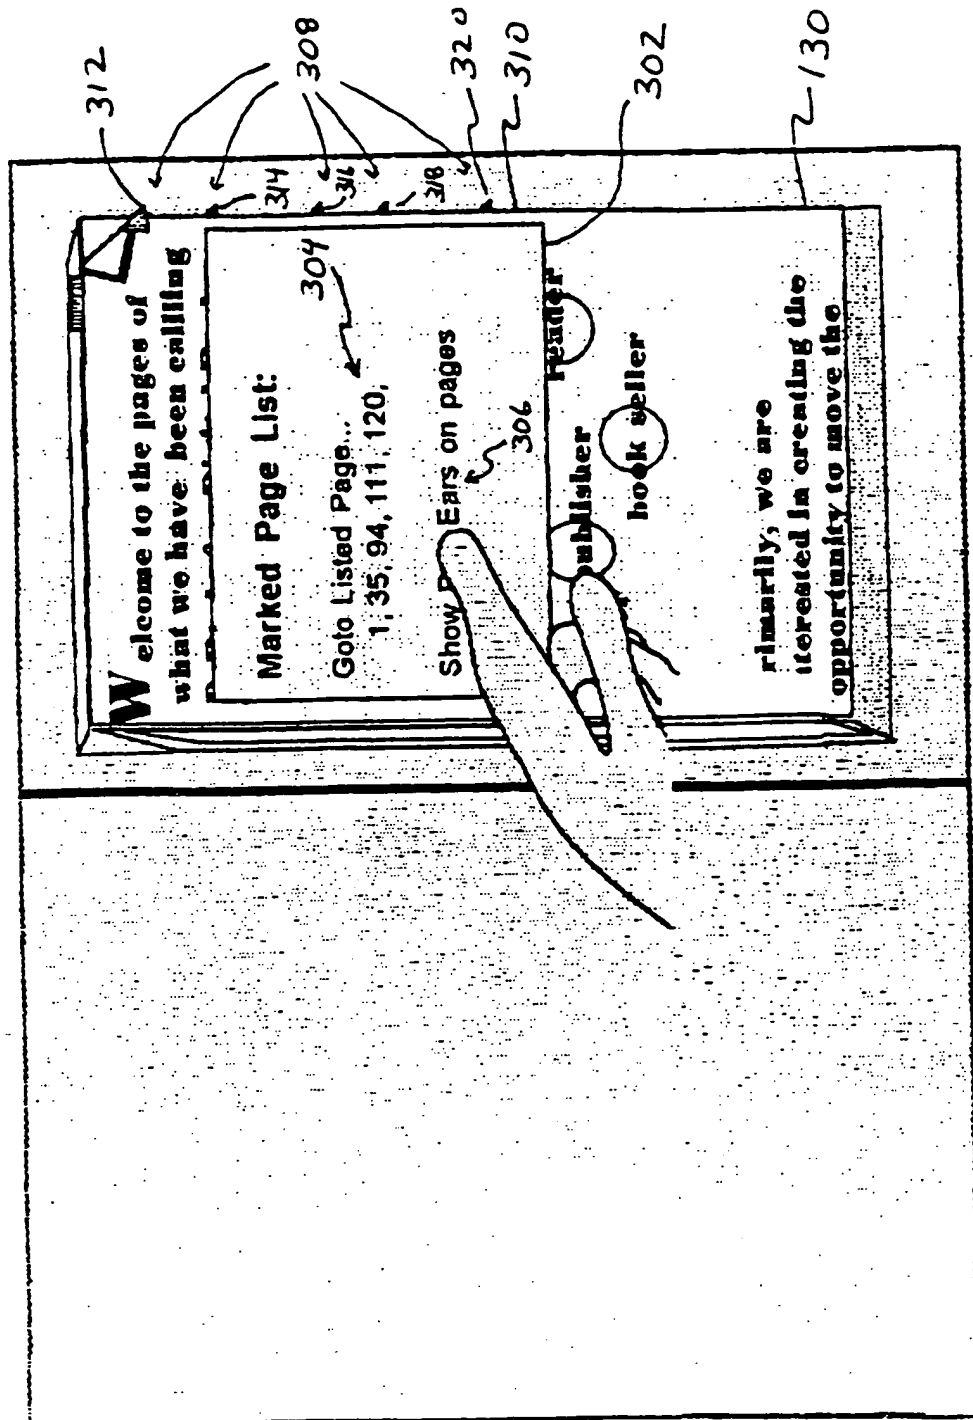 312
308
320
310
302
130
314
316
318
Welcome to the pages of
what we have been calling
Marked Page List:
304
Goto Listed Page...
1, 35, 94, 111, 120,
Show Ears on pages
306
reader
publisher
book seller
rimarily, we are
terested in creating the
opportunity to move the